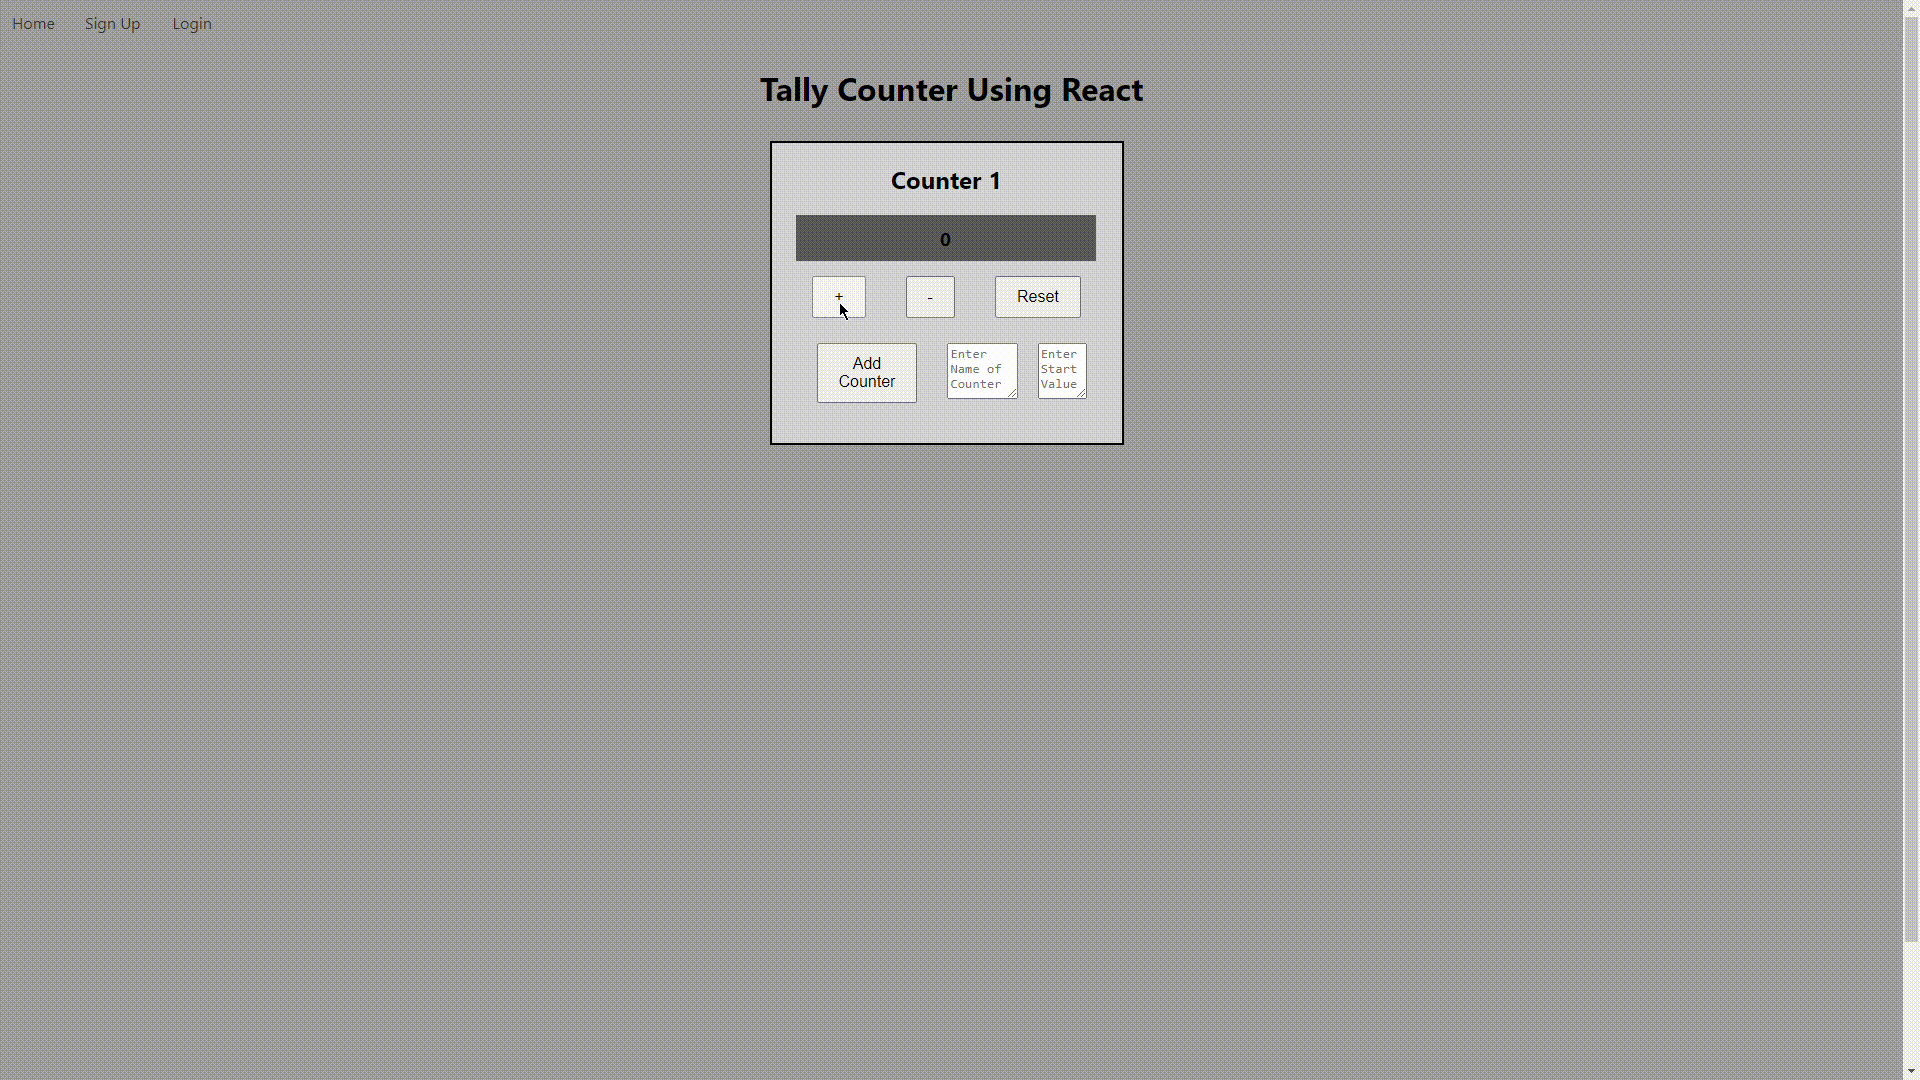 Home Sign Up Login
Tally Counter Using React
Counter 1
0
+ - Reset
Add
Counter
Enter
Name of
Counter
Enter
Start
Value